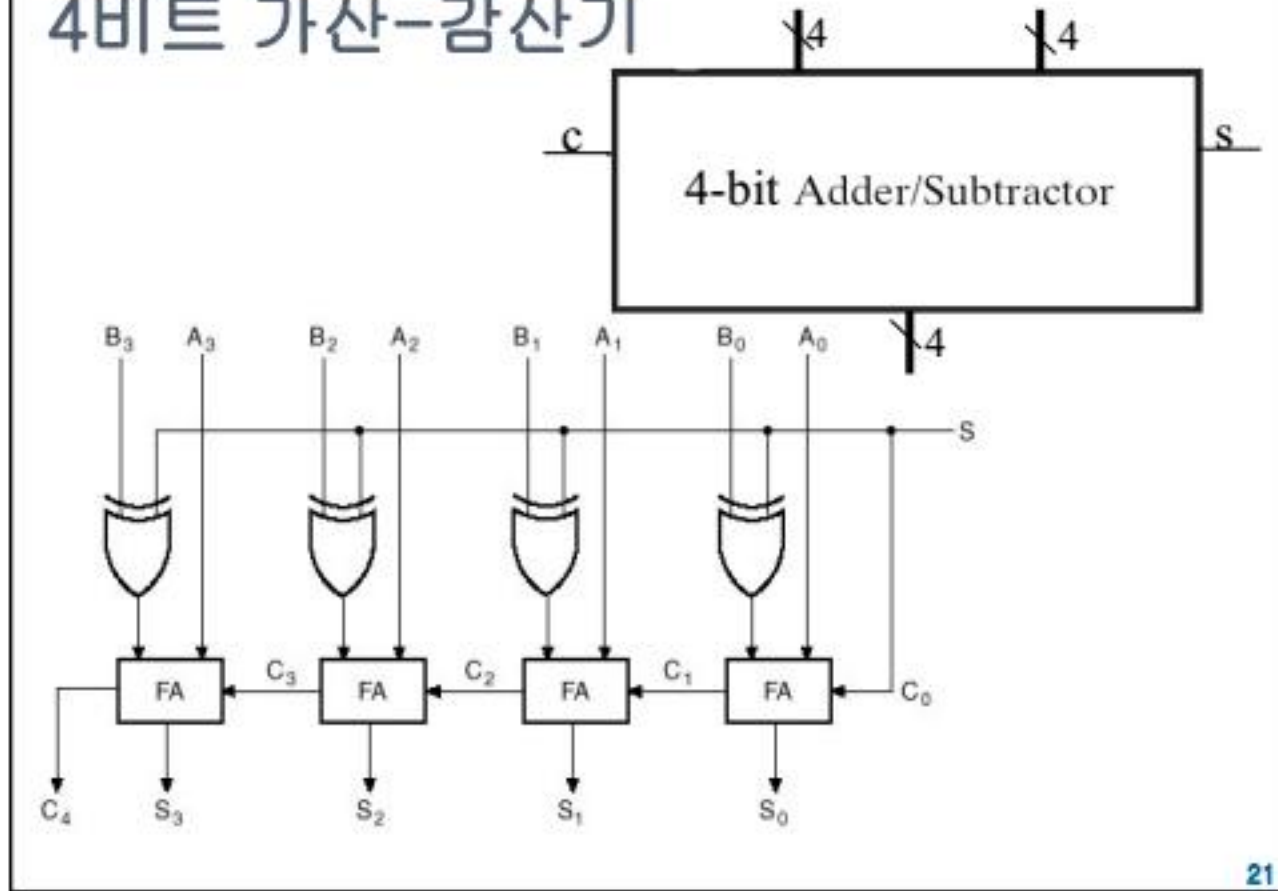 4비트 가산-감산기
4 4
c s
4-bit Adder/Subtractor
4
B3 A3 B2 A2 B1 A1 B0 A0
S
FA C3 FA C2 FA C1 FA C0
C4 S3 S2 S1 S0
21